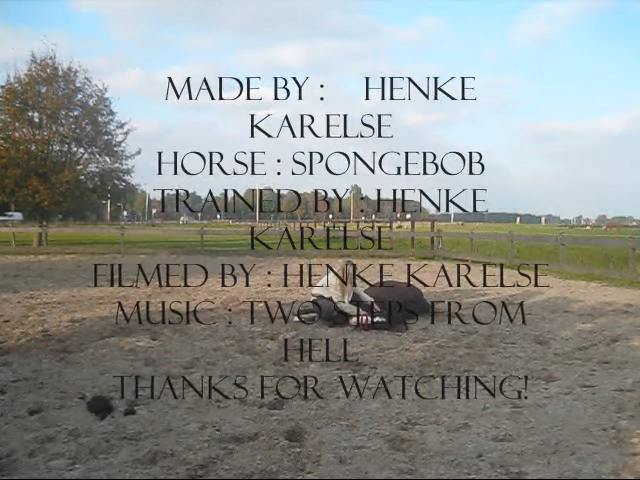 MADE BY : HENKE
KARELSE
HORSE : SPONGEBOB
TRAINED BY : HENKE
KARELSE
FILMED BY : HENKE KARELSE
MUSIC : TWO STEPS FROM
HELL
THANKS FOR WATCHING!